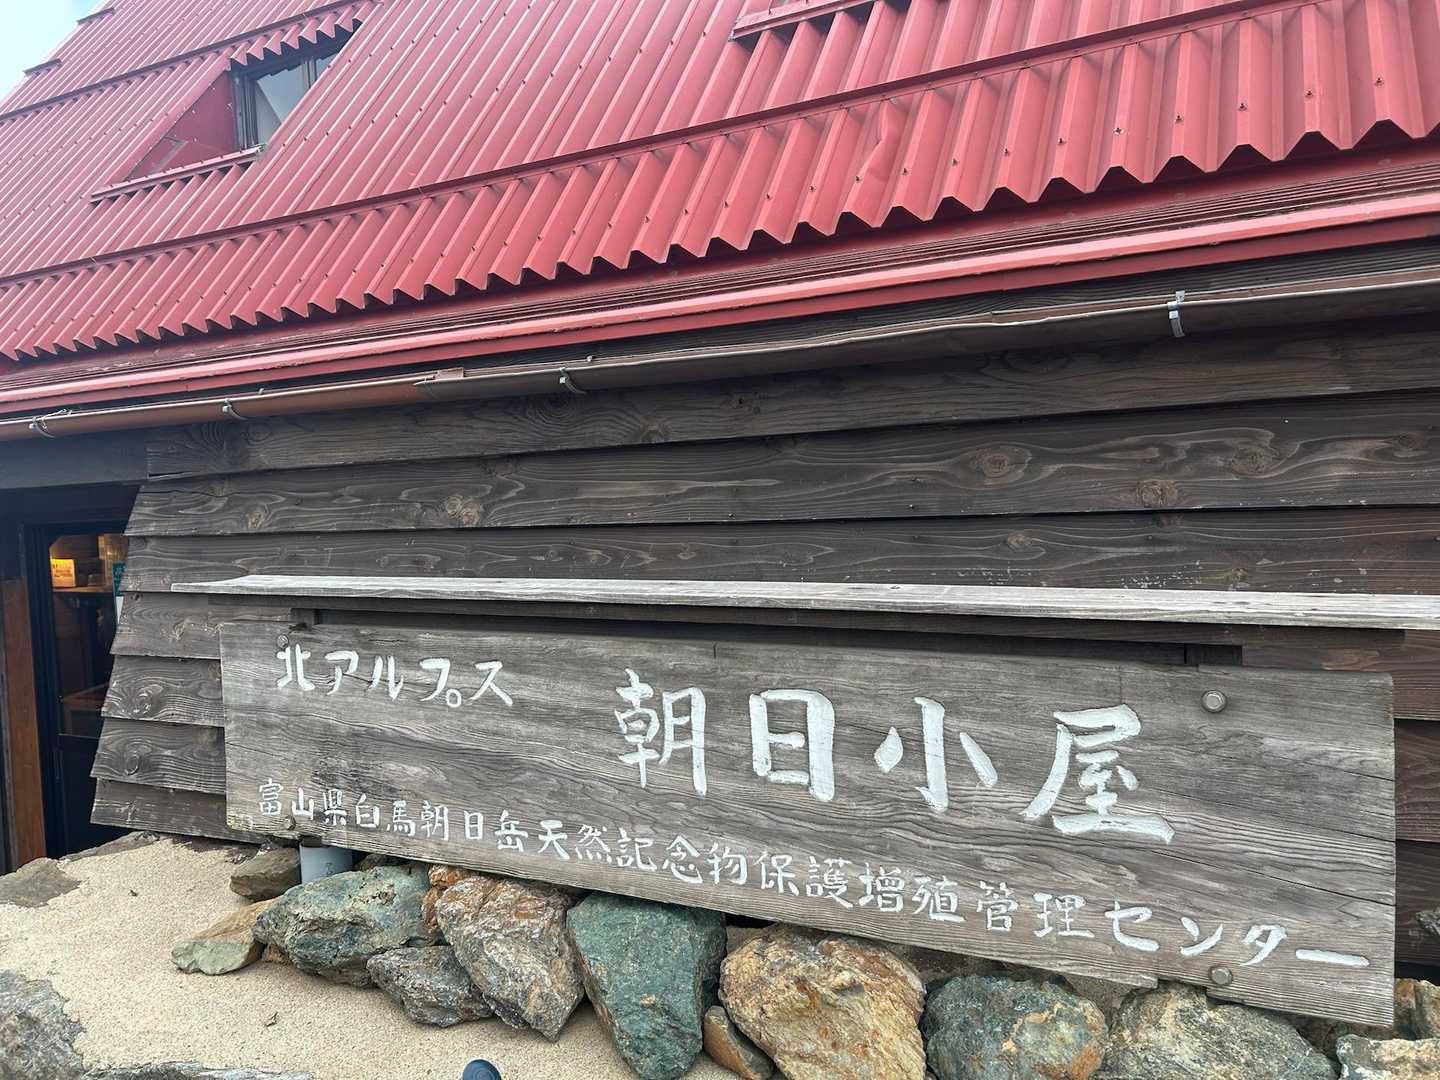 北アルプス
朝日小屋
富山県白馬朝日岳天然記念物保護増殖管理センター